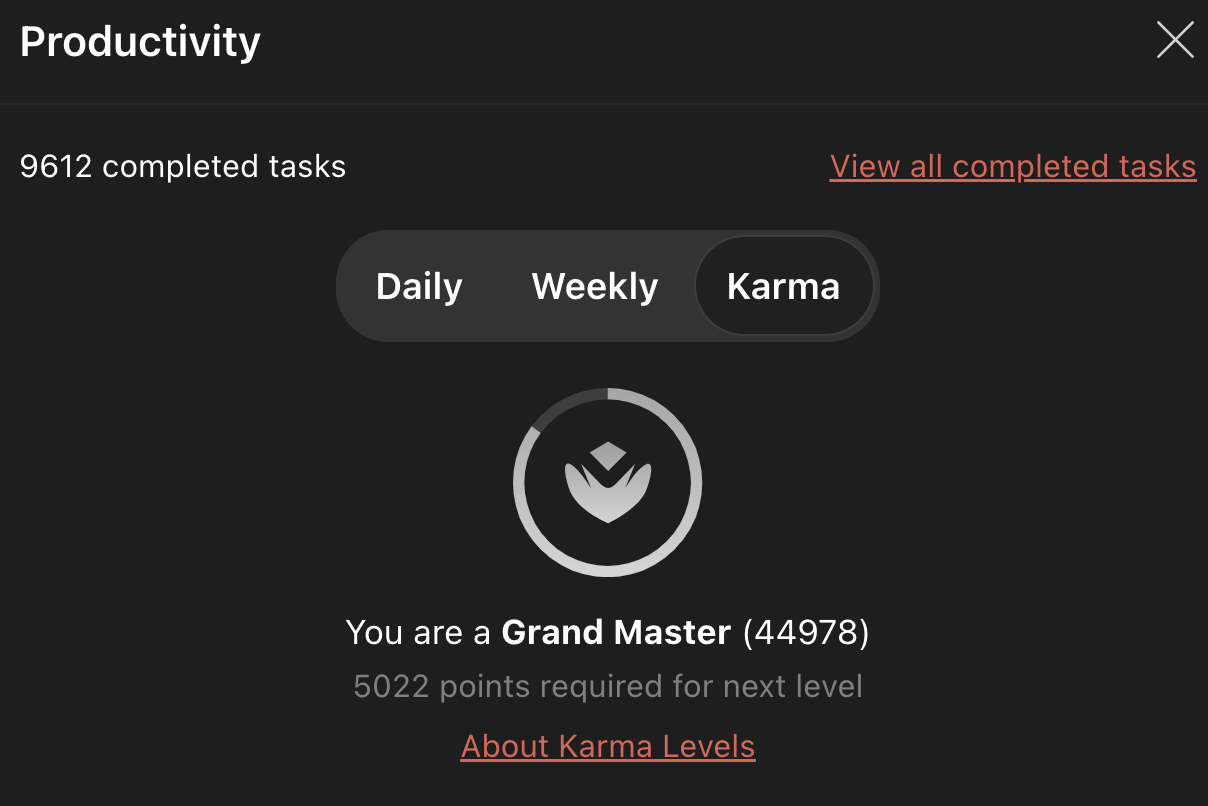 Productivity
9612 completed tasks
View all completed tasks
Daily
Weekly
Karma
You are a Grand Master (44978)
5022 points required for next level
About Karma Levels